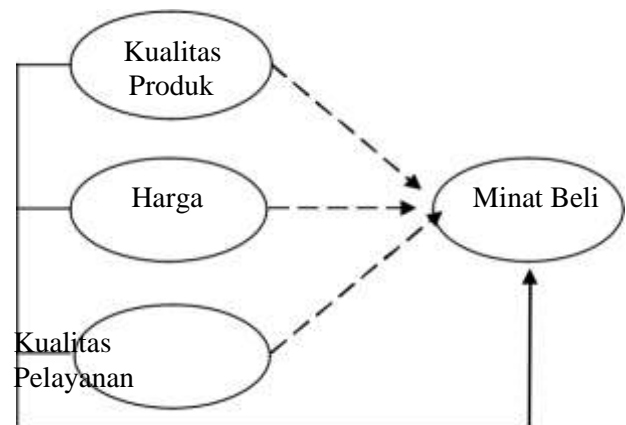 Kualitas
Produk
Harga
Minat Beli
Kualitas
Pelayanan